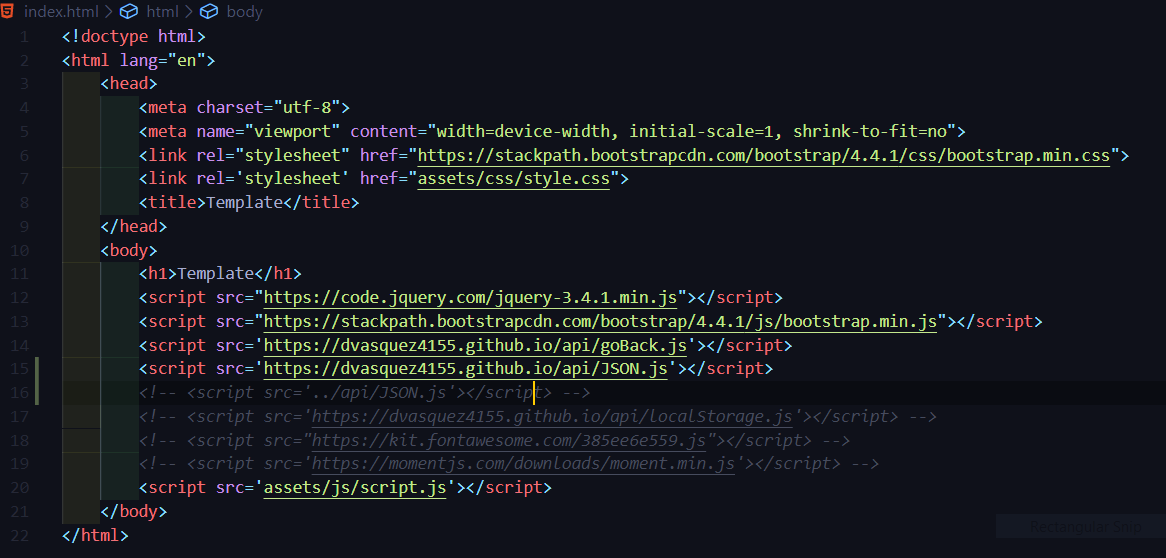 index.html > html > body
1 <!doctype html>
2 <html lang="en">
3 <head>
4 <meta charset="utf-8">
5 <meta name="viewport" content="width=device-width, initial-scale=1, shrink-to-fit=no">
6 <link rel="stylesheet" href="https://stackpath.bootstrapcdn.com/bootstrap/4.4.1/css/bootstrap.min.css">
7 <link rel='stylesheet' href="assets/css/style.css">
8 <title>Template</title>
9 </head>
10 <body>
11 <h1>Template</h1>
12 <script src="https://code.jquery.com/jquery-3.4.1.min.js"></script>
13 <script src="https://stackpath.bootstrapcdn.com/bootstrap/4.4.1/js/bootstrap.min.js"></script>
14 <script src='https://dvasquez4155.github.io/api/goBack.js'></script>
15 <script src='https://dvasquez4155.github.io/api/JSON.js'></script>
16 <!-- <script src='../api/JSON.js'></script> -->
17 <!-- <script src='https://dvasquez4155.github.io/api/localStorage.js'></script> -->
18 <!-- <script src="https://kit.fontawesome.com/385ee6e559.js"></script> -->
19 <!-- <script src='https://momentjs.com/downloads/moment.min.js'></script> -->
20 <script src='assets/js/script.js'></script>
21 </body>
22 </html>
Rectangular Snip